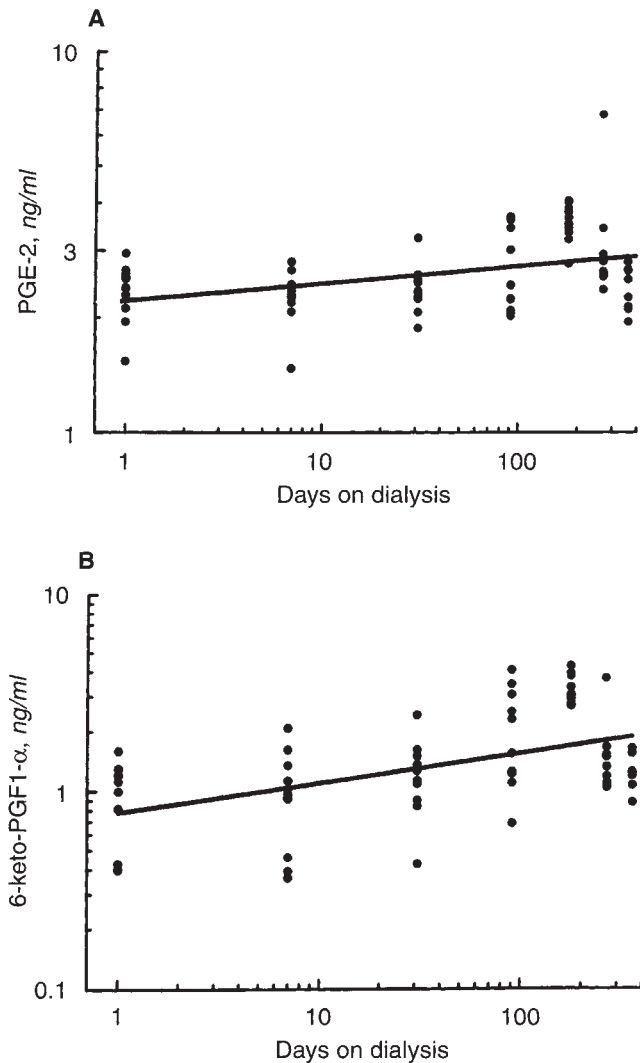 A
10
3
1
PGE-2, ng/ml
1 10 100
Days on dialysis
B
10
1
0.1
6-keto-PGF1-α, ng/ml
1 10 100
Days on dialysis